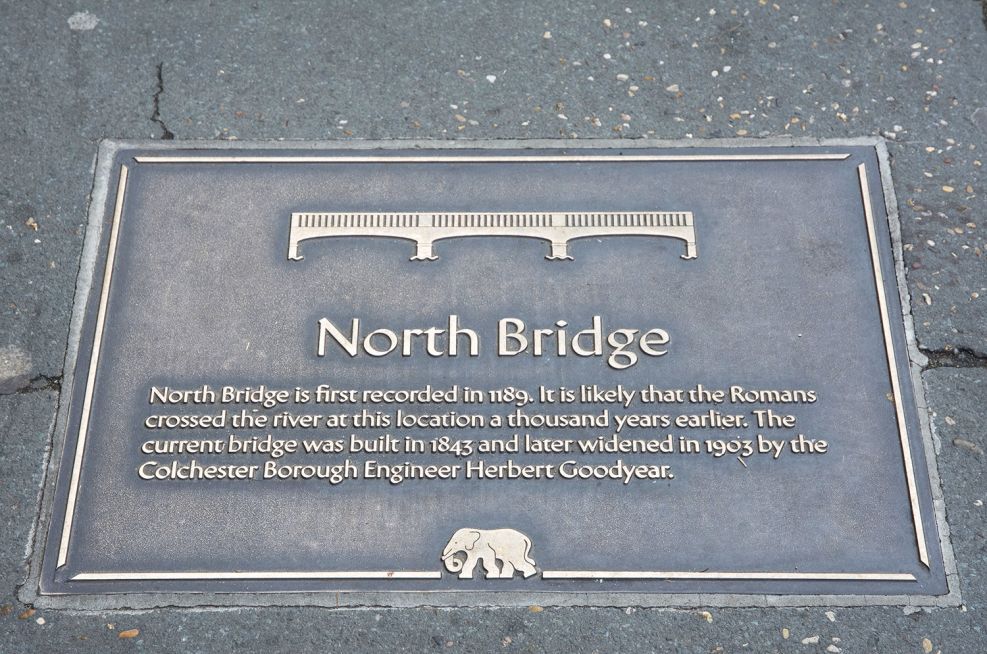 North Bridge
North Bridge is first recorded in 1189. It is likely that the Romans
crossed the river at this location a thousand years earlier. The
current bridge was built in 1843 and later widened in 1903 by the
Colchester Borough Engineer Herbert Goodyear.